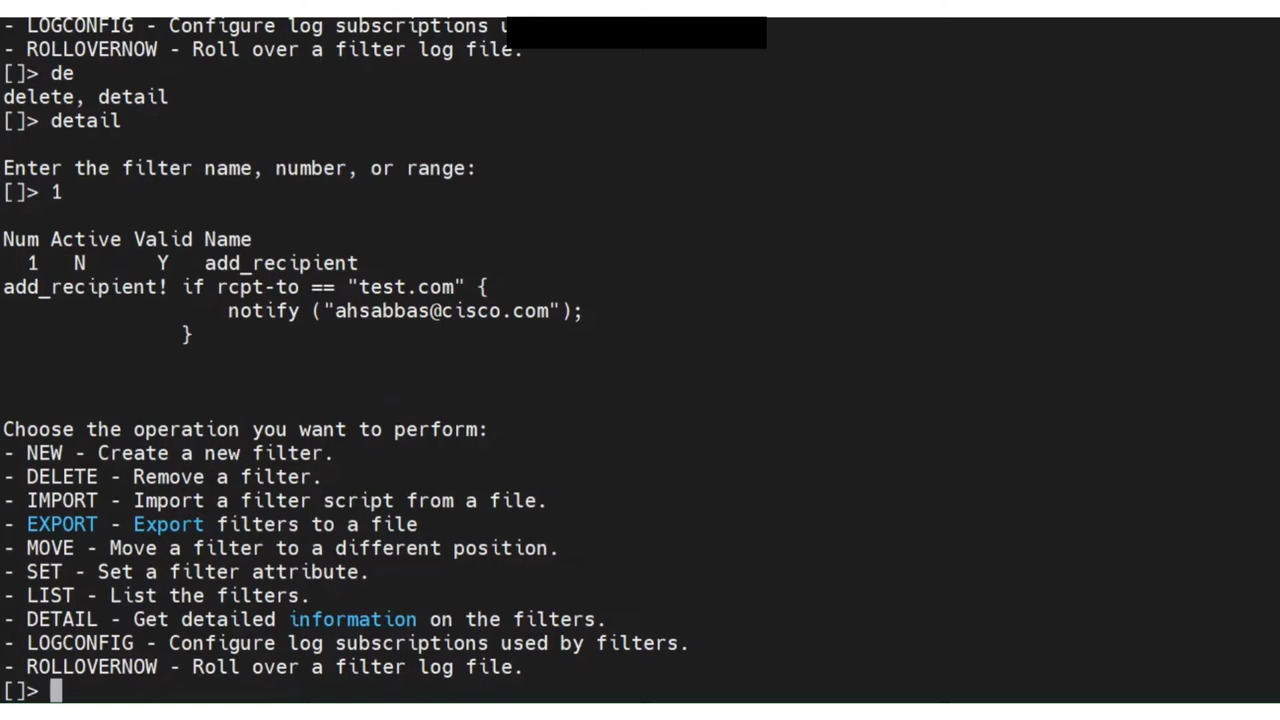 - LOGCONFIG - Configure log subscriptions
- ROLLOVERNOW - Roll over a filter log file.
[]> de
delete, detail
[]> detail
Enter the filter name, number, or range:
[]> 1
Num Active Valid Name
1 N Y add_recipient
add_recipient! if rcpt-to == "test.com" {
notify ("ahsabbas@cisco.com");
}
Choose the operation you want to perform:
- NEW - Create a new filter.
- DELETE - Remove a filter.
- IMPORT - Import a filter script from a file.
- EXPORT - Export filters to a file
- MOVE - Move a filter to a different position.
- SET - Set a filter attribute.
- LIST - List the filters.
- DETAIL - Get detailed information on the filters.
- LOGCONFIG - Configure log subscriptions used by filters.
- ROLLOVERNOW - Roll over a filter log file.
[]>